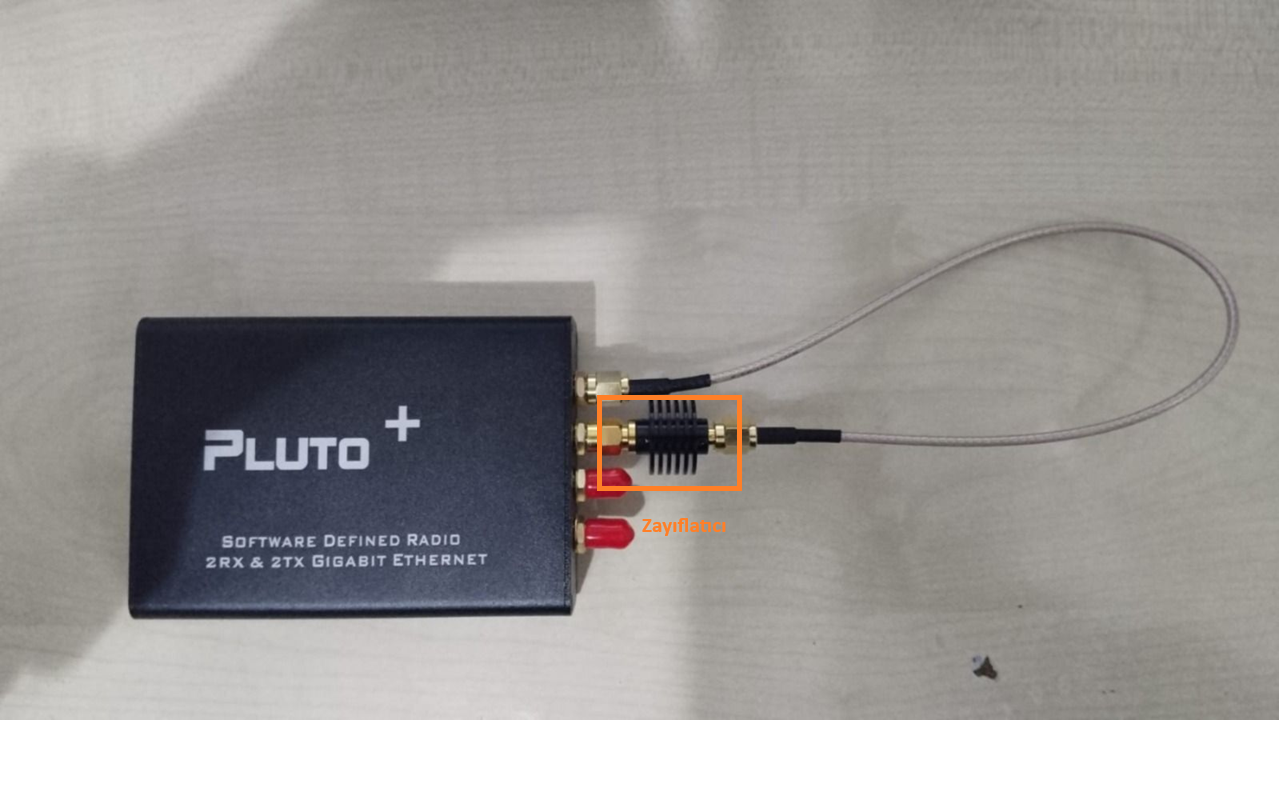 PLUTO+
SOFTWARE DEFINED RADIO
2RX & 2TX GIGABIT ETHERNET
Zayıflatıcı